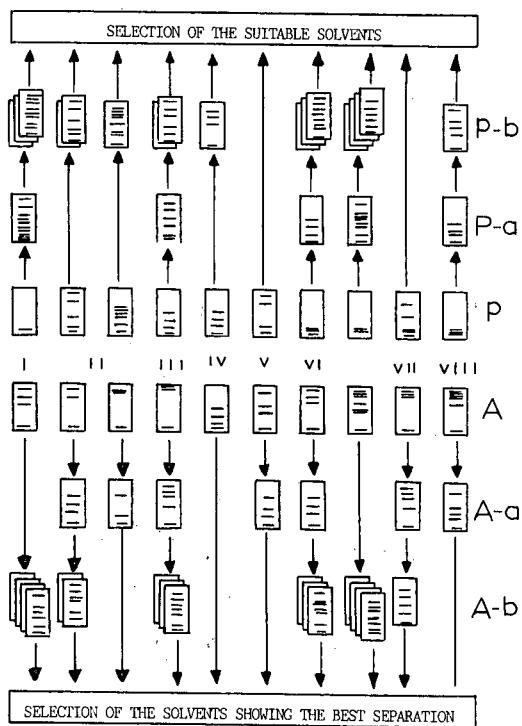 SELECTION OF THE SUITABLE SOLVENTS
P-b
P-a
P
I II III IV V VI VII VIII
A
A-a
A-b
SELECTION OF THE SOLVENTS SHOWING THE BEST SEPARATION